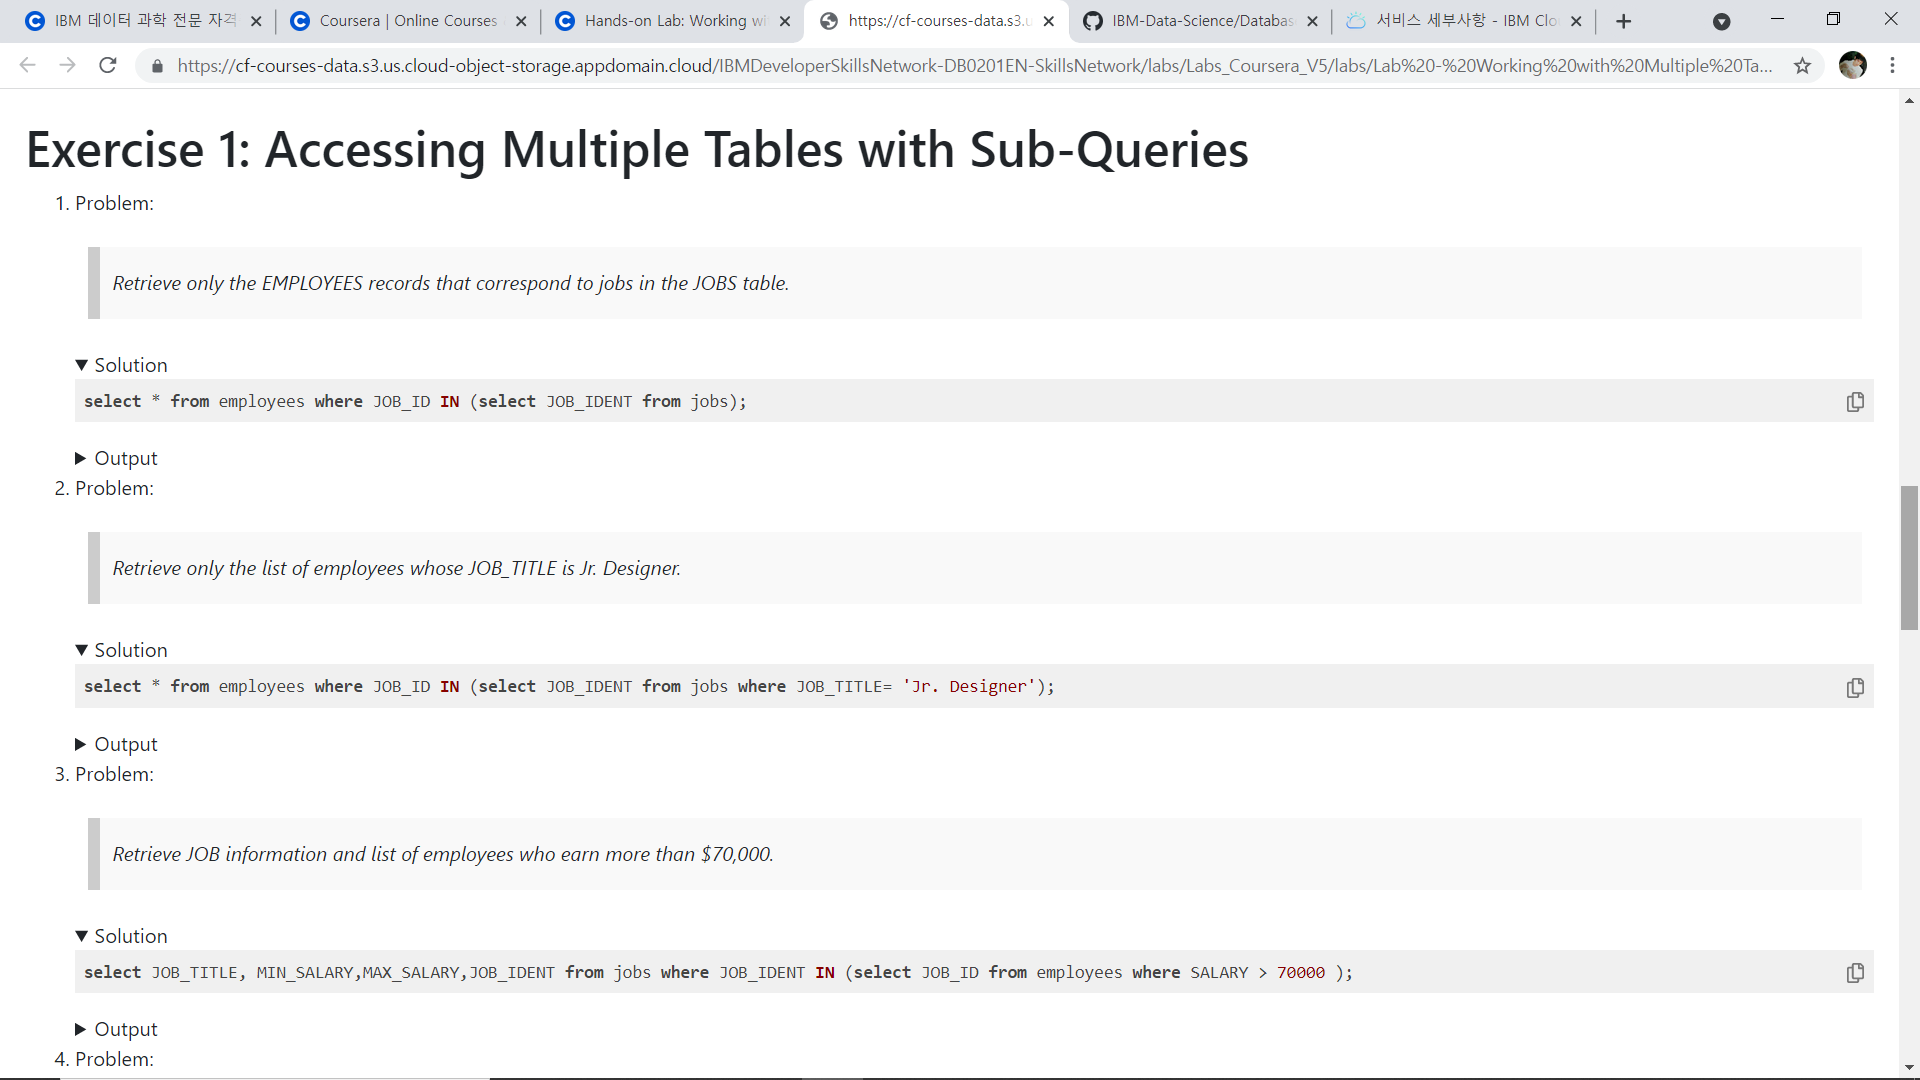 IBM 데이터 과학 전문 자격
Coursera | Online Courses
Hands-on Lab: Working wi
https://cf-courses-data.s3.u
IBM-Data-Science/Databas
서비스 세부사항 - IBM Clo
https://cf-courses-data.s3.us.cloud-object-storage.appdomain.cloud/IBMDeveloperSkillsNetwork-DB0201EN-SkillsNetwork/labs/Labs_Coursera_V5/labs/Lab%20-%20Working%20with%20Multiple%20Ta...
Exercise 1: Accessing Multiple Tables with Sub-Queries
1. Problem:
Retrieve only the EMPLOYEES records that correspond to jobs in the JOBS table.
Solution
select * from employees where JOB_ID IN (select JOB_IDENT from jobs);
Output
2. Problem:
Retrieve only the list of employees whose JOB_TITLE is Jr. Designer.
Solution
select * from employees where JOB_ID IN (select JOB_IDENT from jobs where JOB_TITLE= 'Jr. Designer');
Output
3. Problem:
Retrieve JOB information and list of employees who earn more than $70,000.
Solution
select JOB_TITLE, MIN_SALARY,MAX_SALARY,JOB_IDENT from jobs where JOB_IDENT IN (select JOB_ID from employees where SALARY > 70000 );
Output
4. Problem: